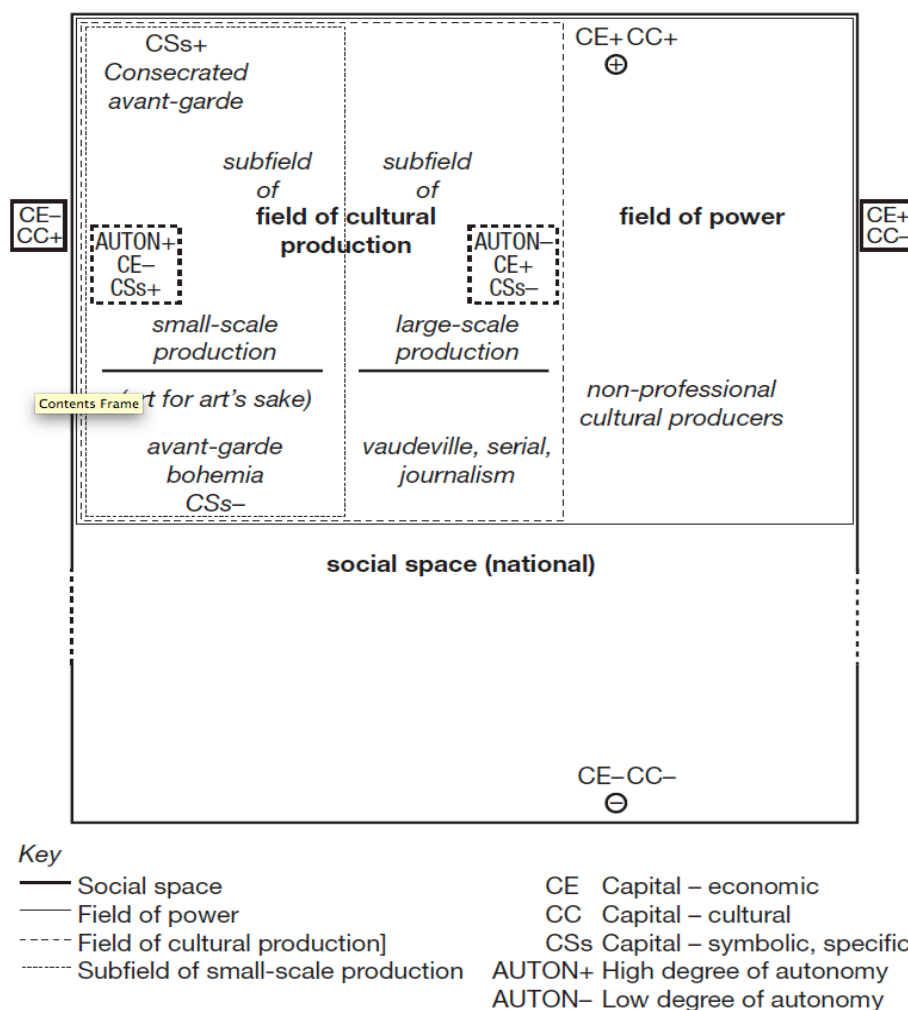 CSs+
Consecrated
avant-garde
CE+ CC+
+
subfield
of
subfield
of
field of cultural
production
field of power
CE–
CC+
CE+
CC–
AUTON+
CE–
CSs+
AUTON–
CE+
CSs–
small-scale
production
large-scale
production
Contents Frame
rt for art's sake)
avant-garde
bohemia
CSs–
vaudeville, serial,
journalism
non-professional
cultural producers
social space (national)
CE– CC–
–
Key
Social space
Field of power
Field of cultural production]
Subfield of small-scale production
CE Capital – economic
CC Capital – cultural
CSs Capital – symbolic, specific
AUTON+ High degree of autonomy
AUTON– Low degree of autonomy